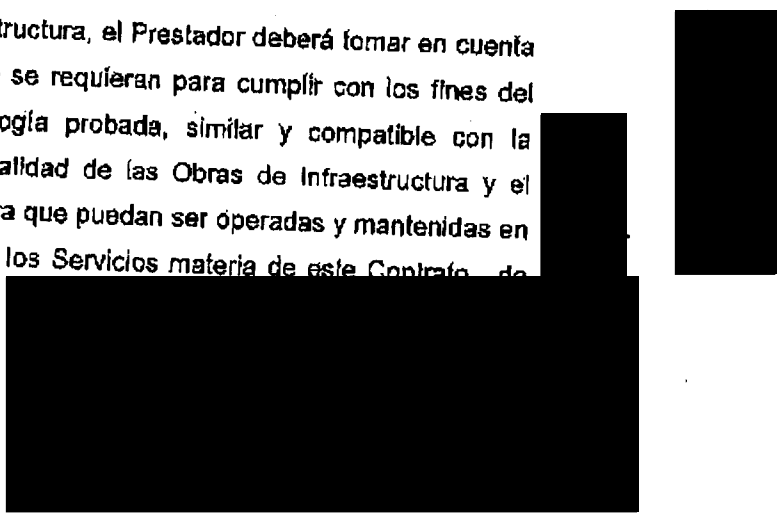 tructura, el Prestador deberá tomar en cuenta
se requieran para cumplir con los fines del
ogía probada, similar y compatible con la
alidad de las Obras de Infraestructura y el
a que puedan ser operadas y mantenidas en
los Servicios materia de este Contrato de